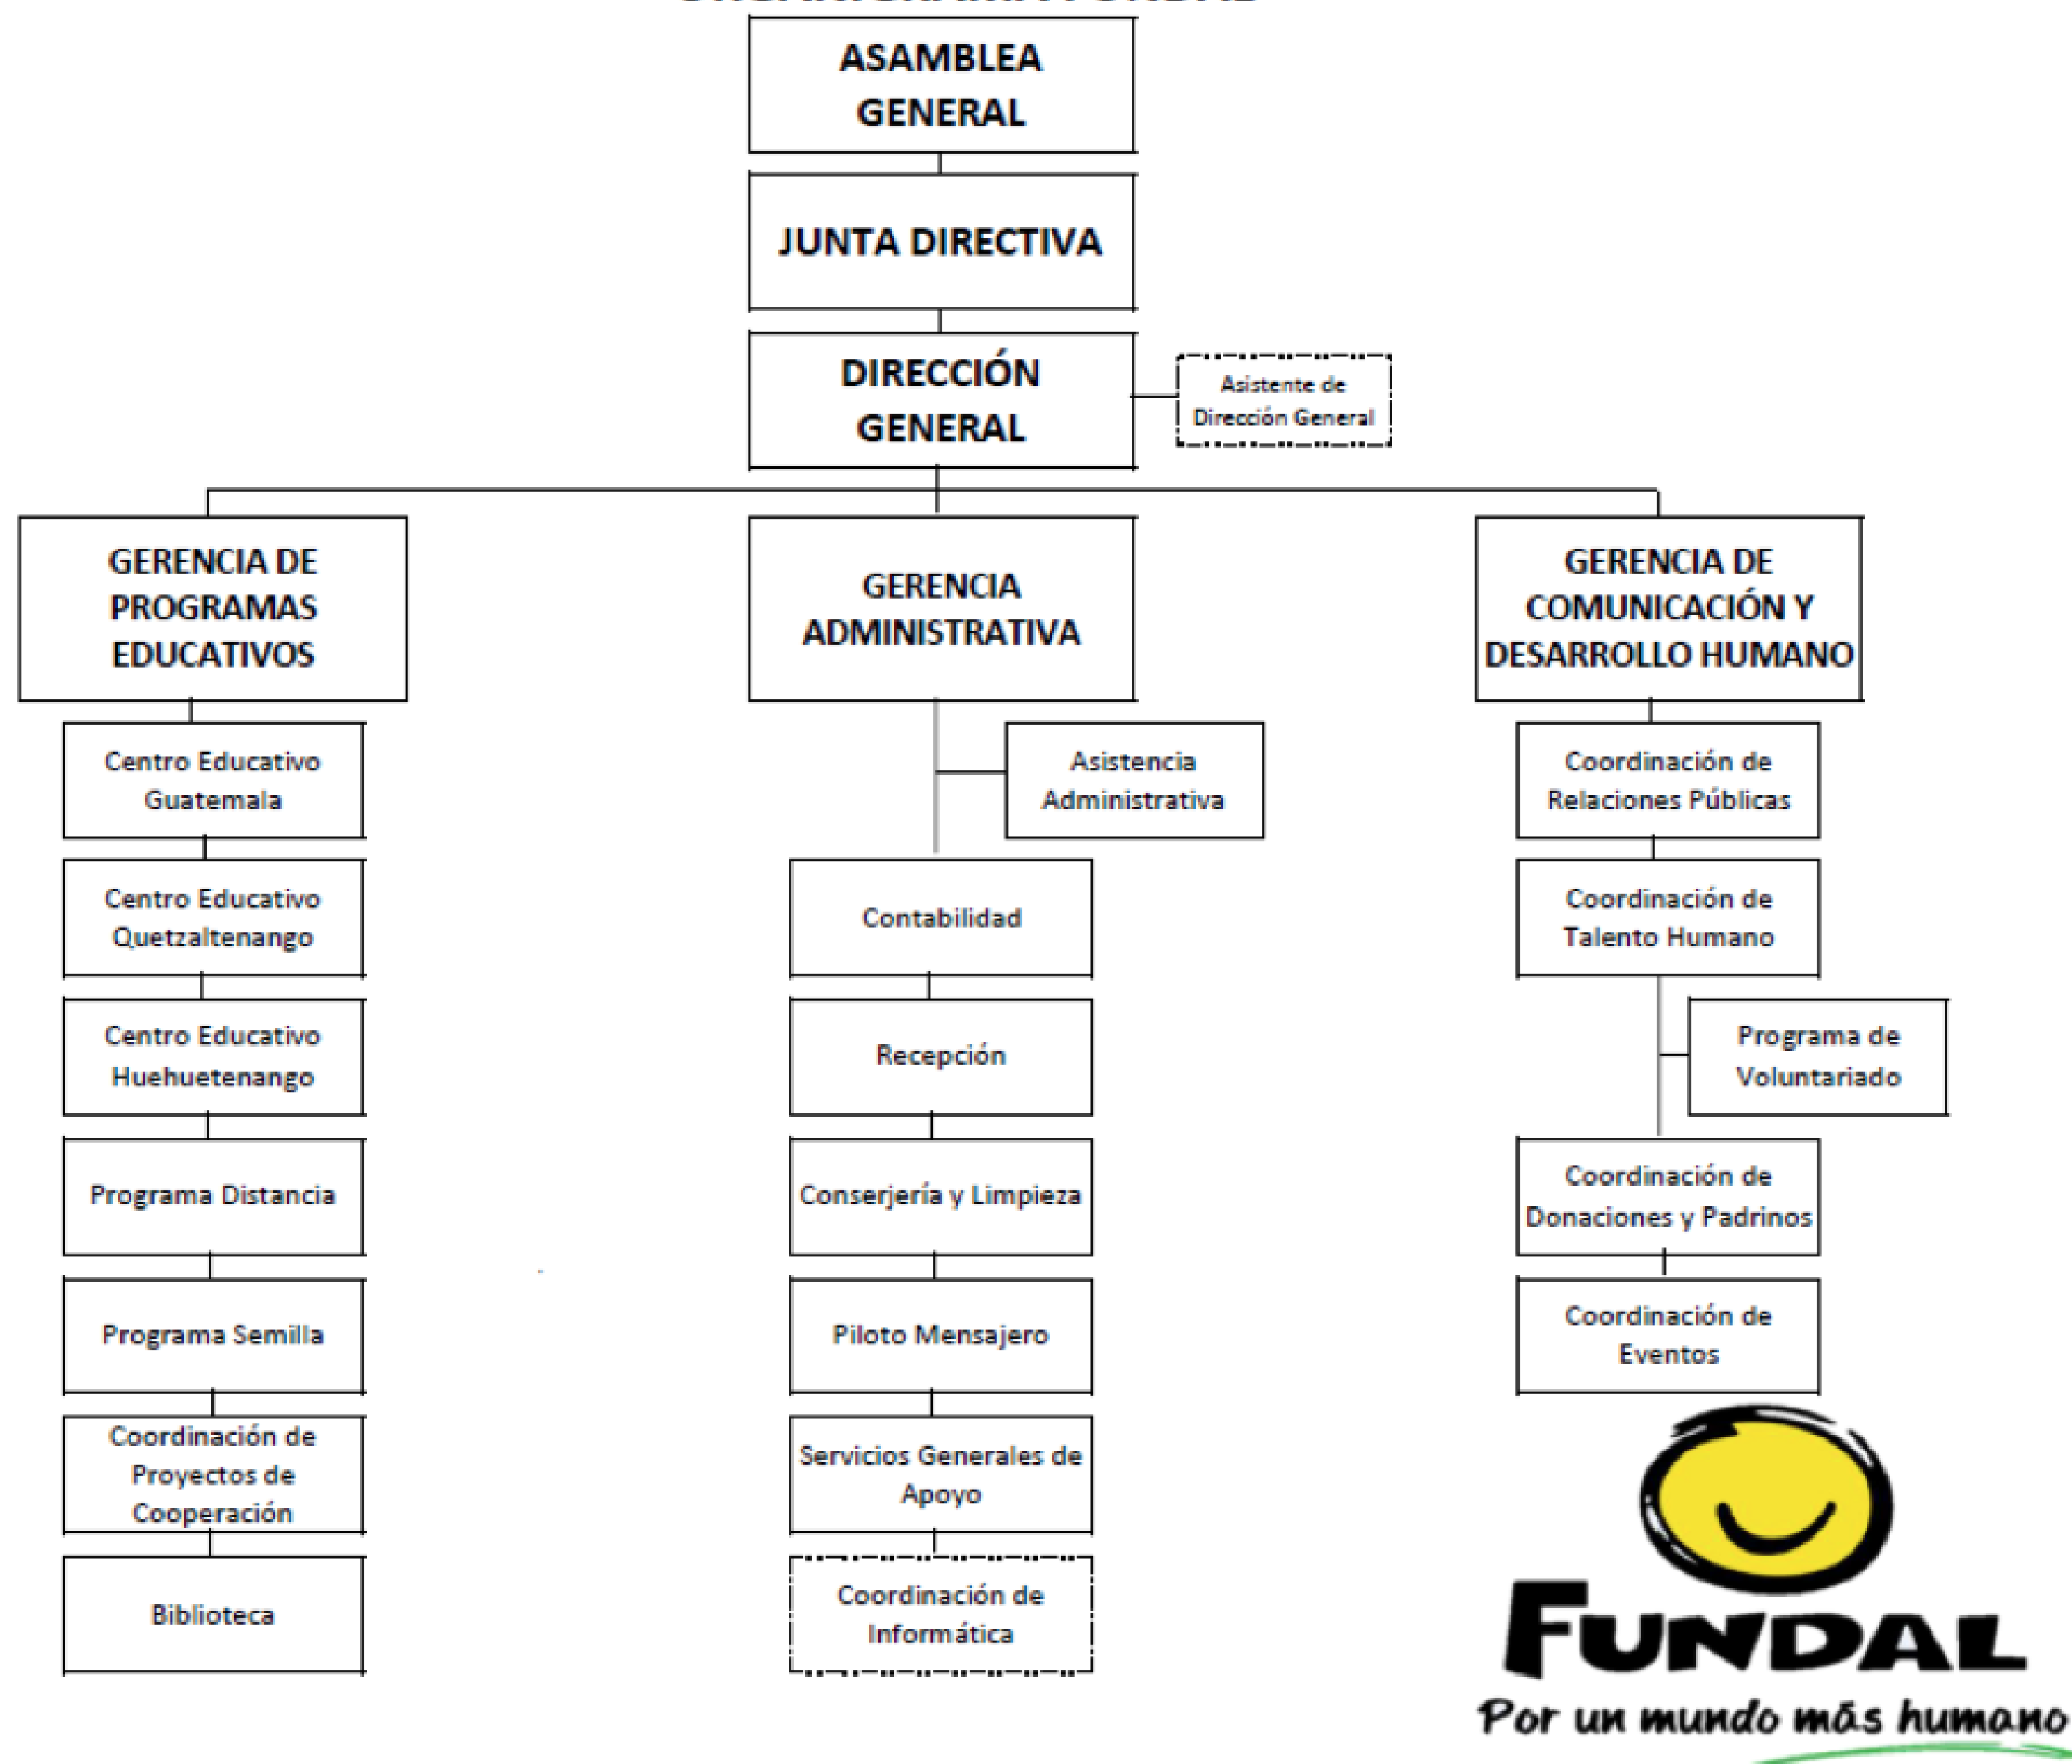 ASAMBLEA
GENERAL
JUNTA DIRECTIVA
DIRECCIÓN
GENERAL
Asistente de
Dirección General
GERENCIA DE
PROGRAMAS
EDUCATIVOS
Centro Educativo
Guatemala
Centro Educativo
Quetzaltenango
Centro Educativo
Huehuetenango
Programa Distancia
Programa Semilla
Coordinación de
Proyectos de
Cooperación
Biblioteca
GERENCIA
ADMINISTRATIVA
Asistencia
Administrativa
Contabilidad
Recepción
Conserjería y Limpieza
Piloto Mensajero
Servicios Generales de
Apoyo
Coordinación de
Informática
GERENCIA DE
COMUNICACIÓN Y
DESARROLLO HUMANO
Coordinación de
Relaciones Públicas
Coordinación de
Talento Humano
Programa de
Voluntariado
Coordinación de
Donaciones y Padrinos
Coordinación de
Eventos
FUNDAL
Por un mundo más humano